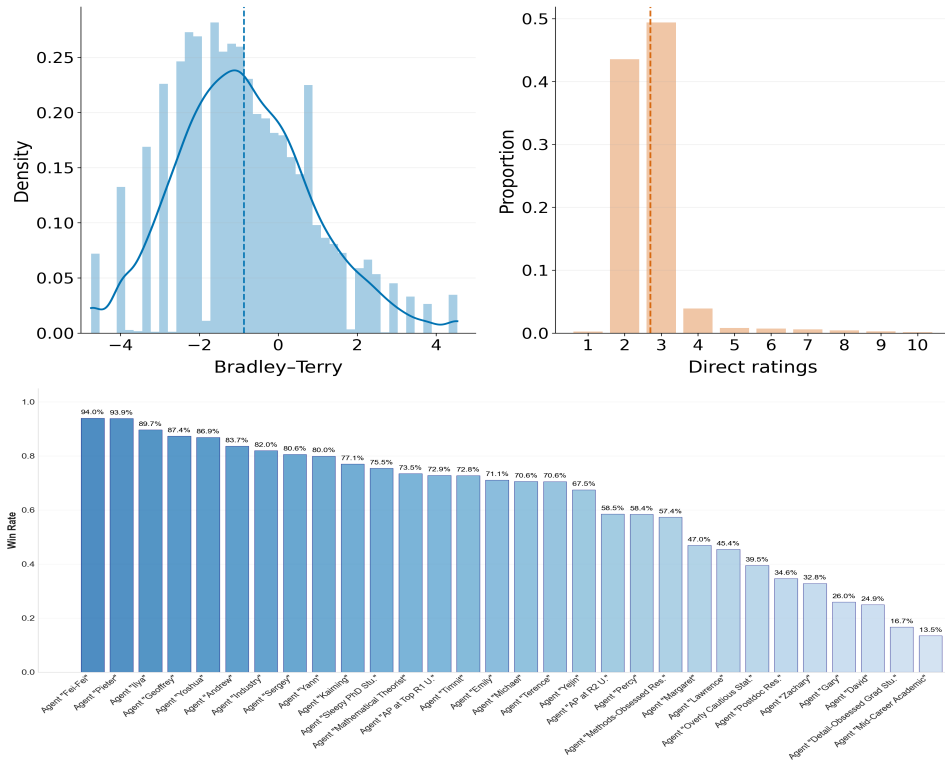 Density
0.25
0.20
0.15
0.10
0.05
0.00
−4
−2
0
2
4
Bradley–Terry
Proportion
0.5
0.4
0.3
0.2
0.1
0.0
1
2
3
4
5
6
7
8
9
10
Direct ratings
Win Rate
1.0
0.8
0.6
0.4
0.2
0.0
94.0%
93.9%
89.7%
87.4%
86.9%
83.7%
82.0%
80.6%
80.0%
77.1%
75.5%
73.5%
72.9%
72.8%
71.1%
70.6%
70.6%
67.5%
58.5%
58.4%
57.4%
47.0%
45.4%
39.5%
34.6%
32.8%
26.0%
24.9%
16.7%
13.5%
Agent "Fei-Fei"
Agent "Pieter"
Agent "Ilya"
Agent "Geoffrey"
Agent "Yoshua"
Agent "Andrew"
Agent "Industry"
Agent "Sergey"
Agent "Yann"
Agent "Kaiming"
Agent "Sleepy PhD Stu."
Agent "Mathematical Theorist"
Agent "AP at Top R1 U."
Agent "Timnit"
Agent "Emily"
Agent "Michael"
Agent "Terence"
Agent "Yejin"
Agent "AP at R2 U."
Agent "Percy"
Agent "Methods-Obsessed Res."
Agent "Margaret"
Agent "Lawrence"
Agent "Overly Cautious Stat."
Agent "Postdoc Res."
Agent "Zachary"
Agent "Gary"
Agent "David"
Agent "Detail-Obsessed Grad Stu."
Agent "Mid-Career Academic"